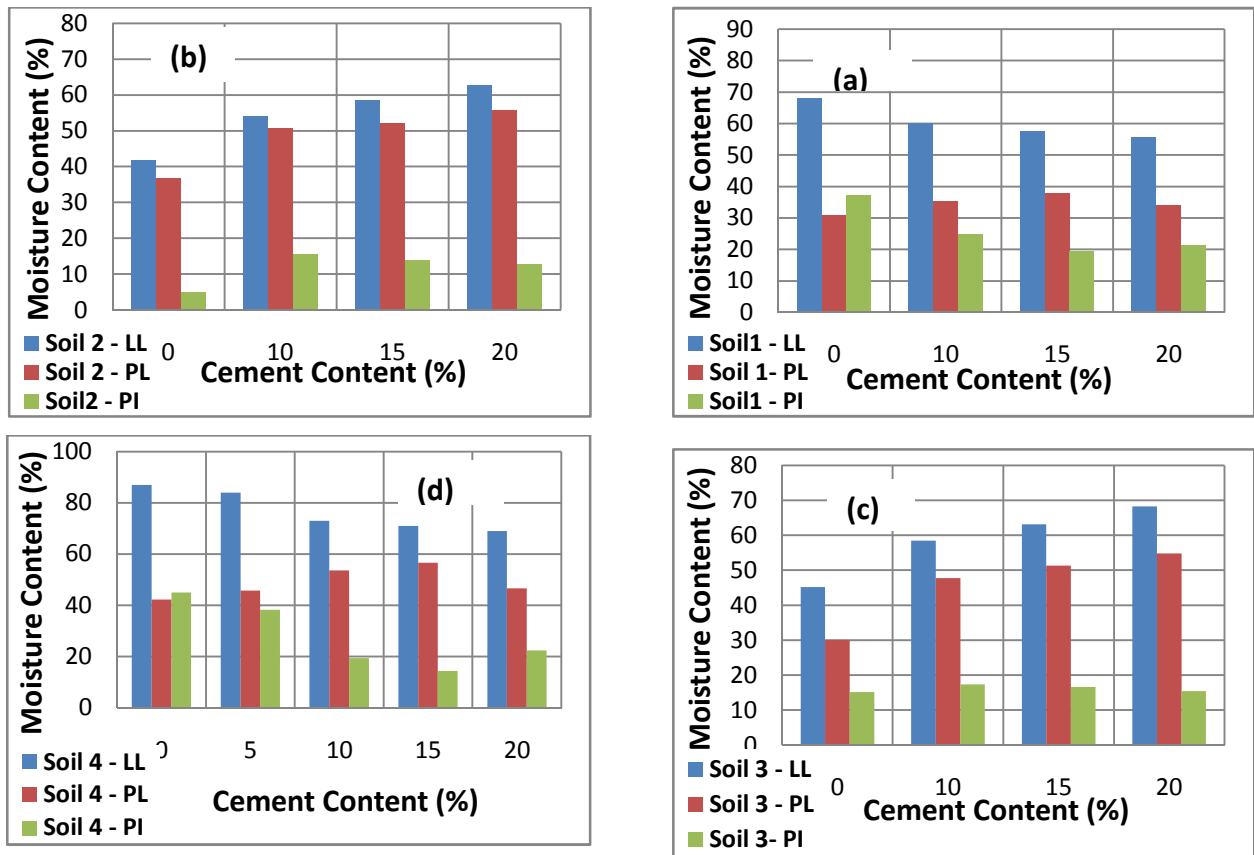 80
70
60
50
40
30
20
10
0
Moisture Content (%)
(b)
0 10 15 20
Cement Content (%)
Soil 2 - LL
Soil 2 - PL
Soil2 - PI
90
80
70
60
50
40
30
20
10
0
Moisture Content (%)
(a)
0 10 15 20
Cement Content (%)
Soil1 - LL
Soil 1- PL
Soil1 - PI
100
80
60
40
20
0
Moisture Content (%)
(d)
0 5 10 15 20
Cement Content (%)
Soil 4 - LL
Soil 4 - PL
Soil 4 - PI
80
70
60
50
40
30
20
10
0
Moisture Content (%)
(c)
0 10 15 20
Cement Content (%)
Soil 3 - LL
Soil 3 - PL
Soil 3- PI